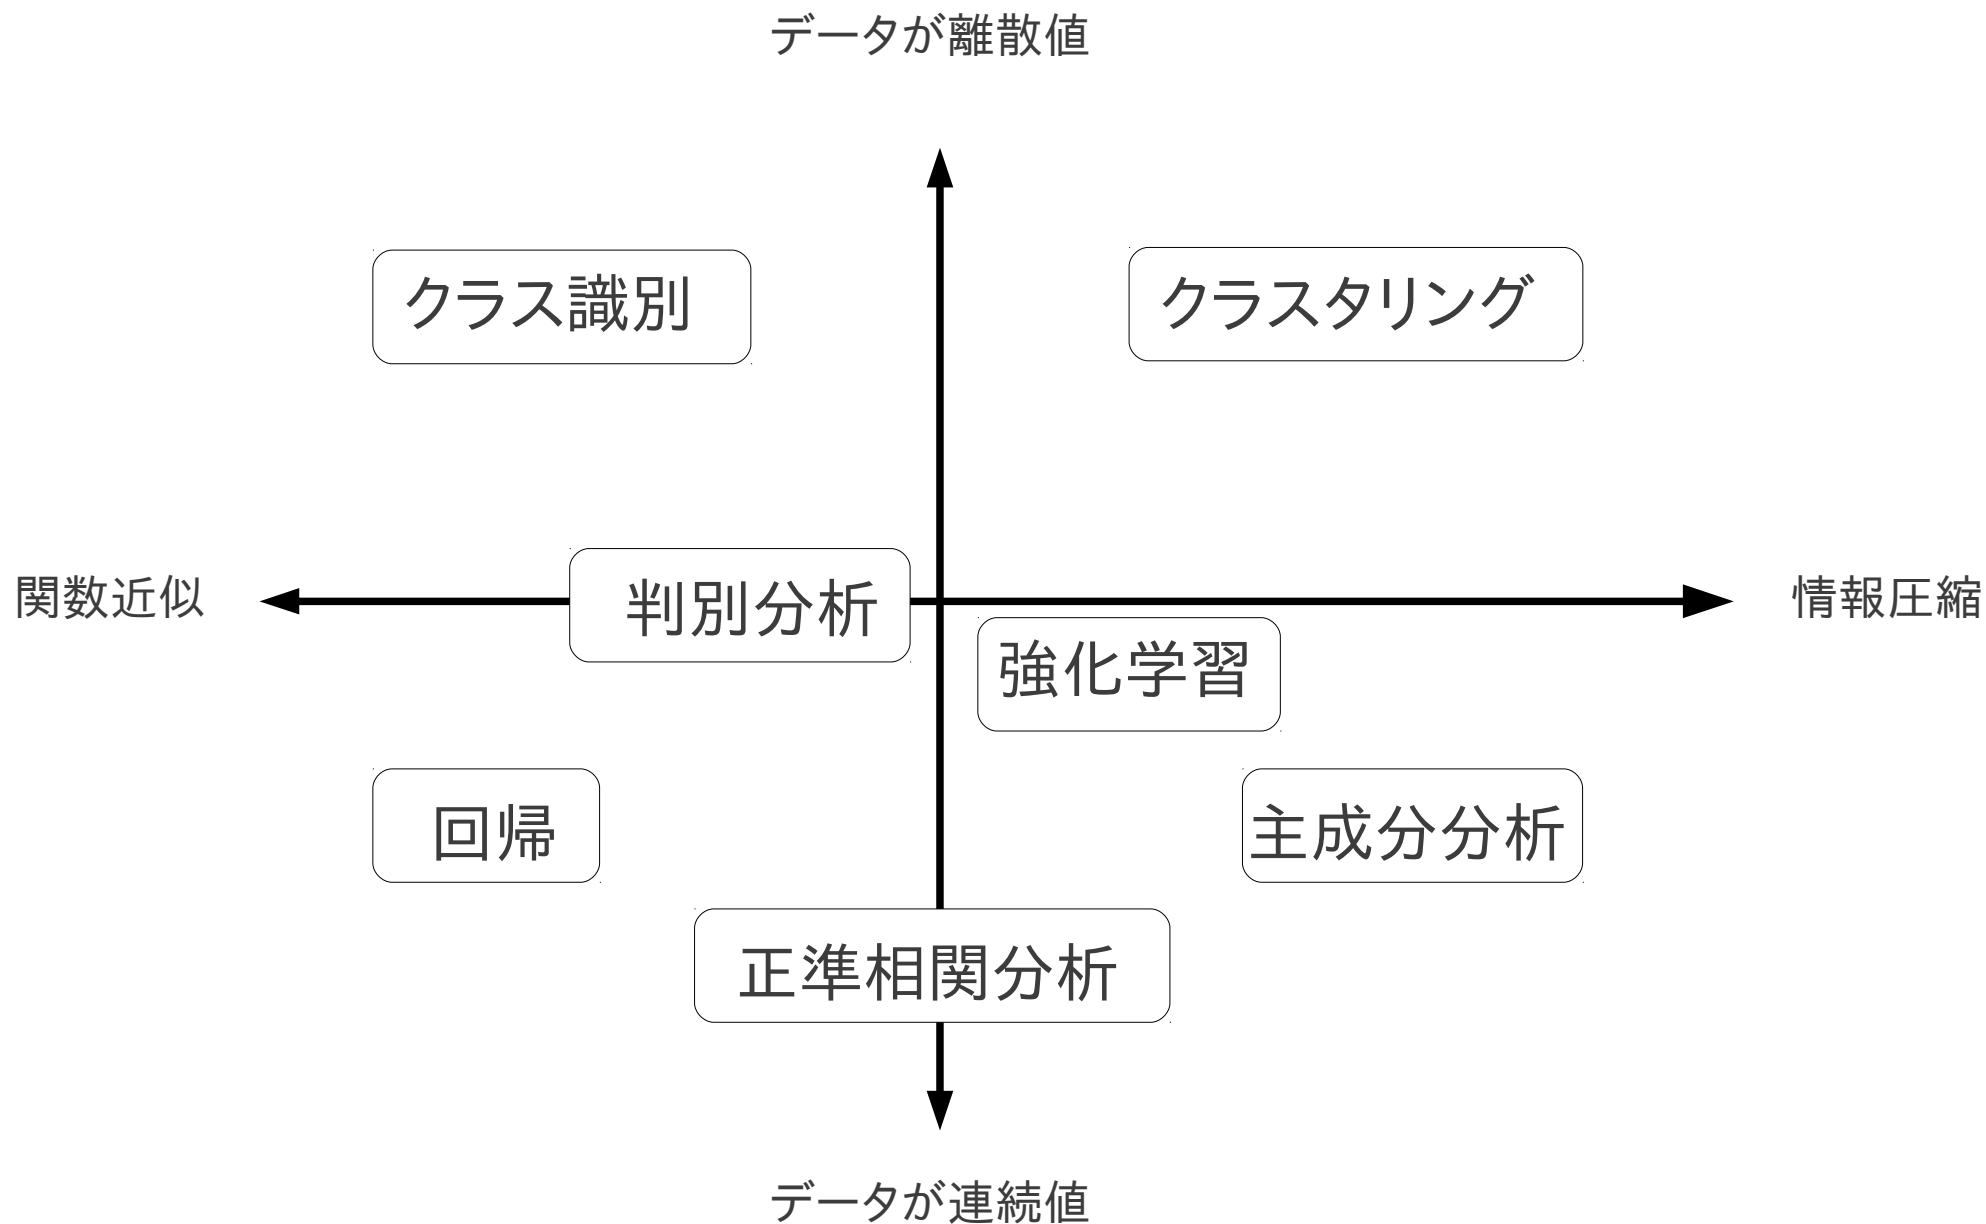 データが離散値
クラス識別
クラスタリング
関数近似
判別分析
情報圧縮
強化学習
回帰
主成分分析
正準相関分析
データが連続値